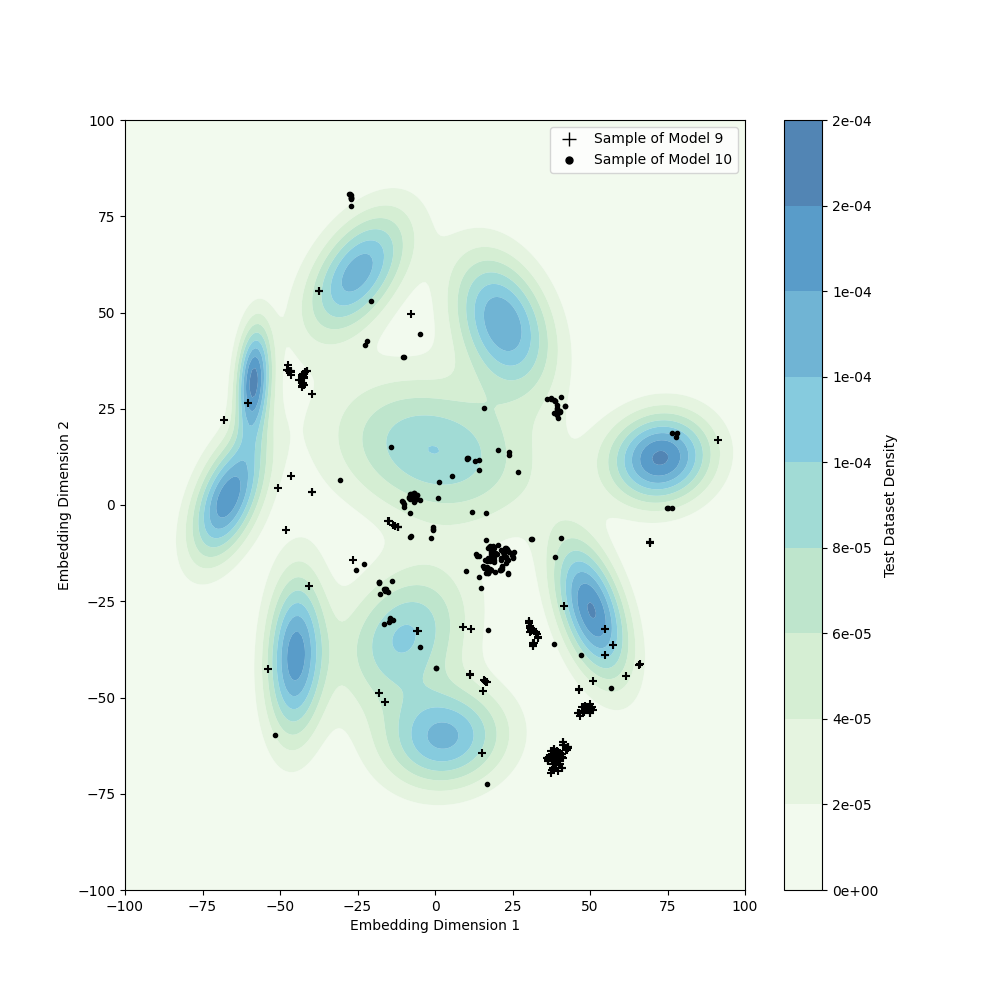 Sample of Model 9
Sample of Model 10
100
75
50
25
0
−25
−50
−75
−100
Embedding Dimension 2
−100
−75
−50
−25
0
25
50
75
100
Embedding Dimension 1
2e-04
2e-04
1e-04
1e-04
1e-04
8e-05
6e-05
4e-05
2e-05
0e+00
Test Dataset Density